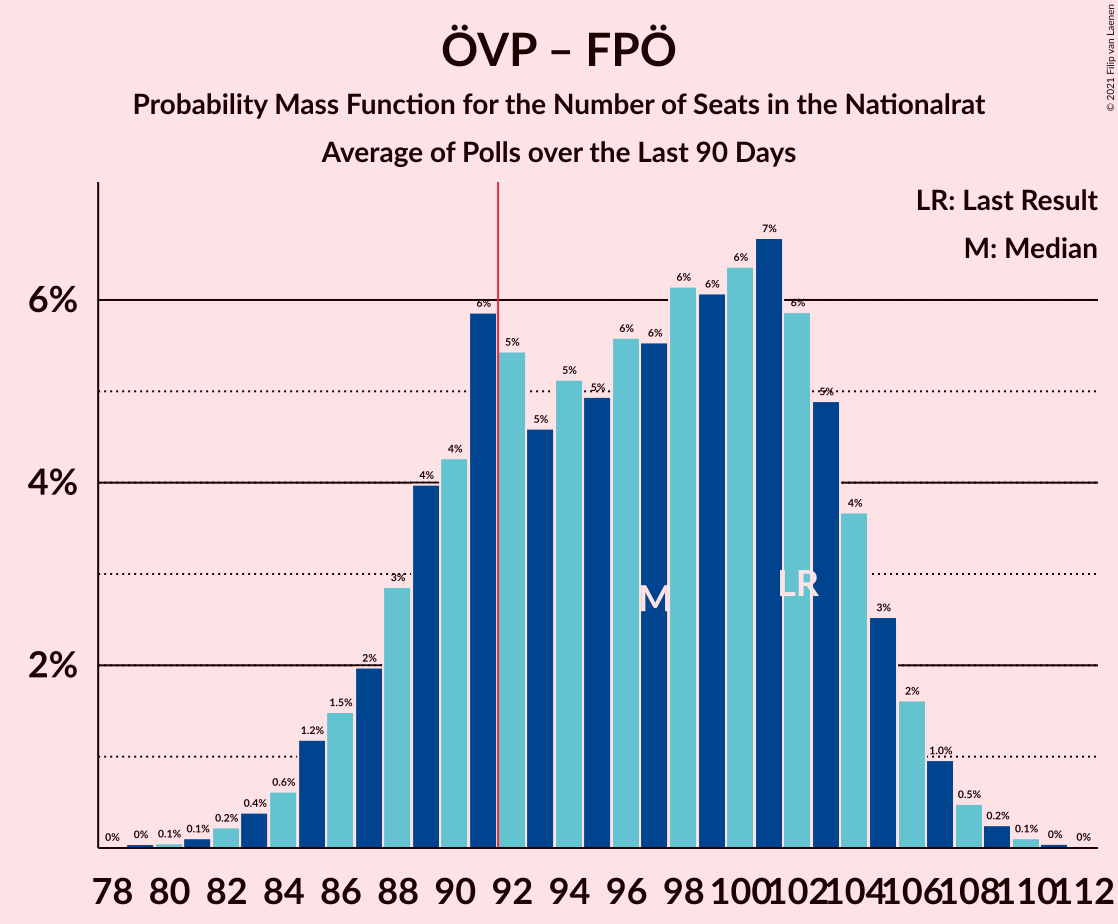 ÖVP – FPÖ
Probability Mass Function for the Number of Seats in the Nationalrat
Average of Polls over the Last 90 Days
© 2021 Filip van Laenen
LR: Last Result
M: Median
6%
4%
2%
0% 0% 0.1% 0.1% 0.2% 0.4% 0.6% 1.2% 1.5% 2% 3% 4% 4% 6% 5% 5% 5% 5% 6% 6% 6% 6% 6% 7% 6% 5% 4% 3% 2% 1.0% 0.5% 0.2% 0.1% 0% 0%
M LR
78 80 82 84 86 88 90 92 94 96 98 100 102 104 106 108 110 112